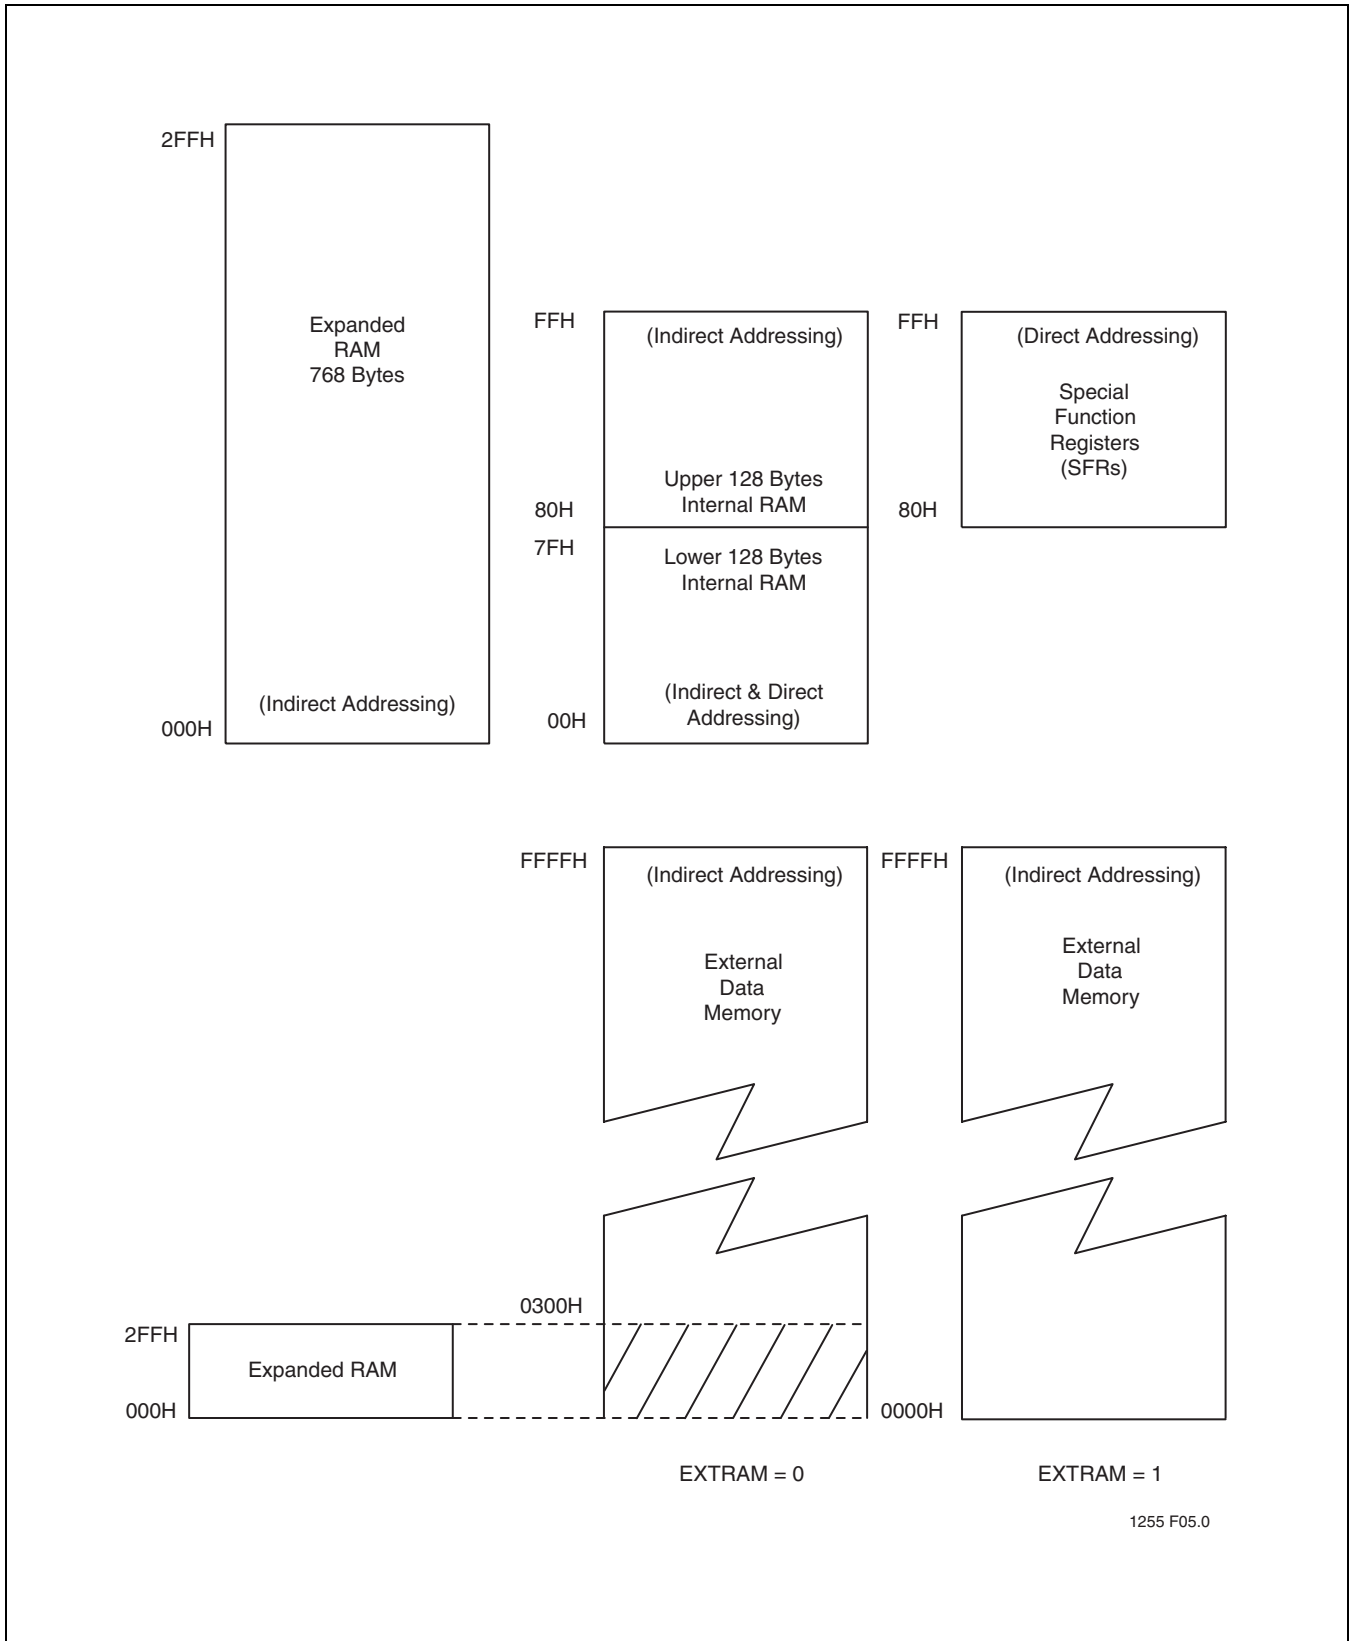 2FFH
Expanded
RAM
768 Bytes
(Indirect Addressing)
000H
FFH
(Indirect Addressing)
Upper 128 Bytes
Internal RAM
80H
7FH
Lower 128 Bytes
Internal RAM
(Indirect & Direct
Addressing)
00H
FFH
(Direct Addressing)
Special
Function
Registers
(SFRs)
80H
FFFFH
(Indirect Addressing)
External
Data
Memory
FFFFH
(Indirect Addressing)
External
Data
Memory
0300H
2FFH
Expanded RAM
000H
0000H
EXTRAM = 0
EXTRAM = 1
1255 F05.0